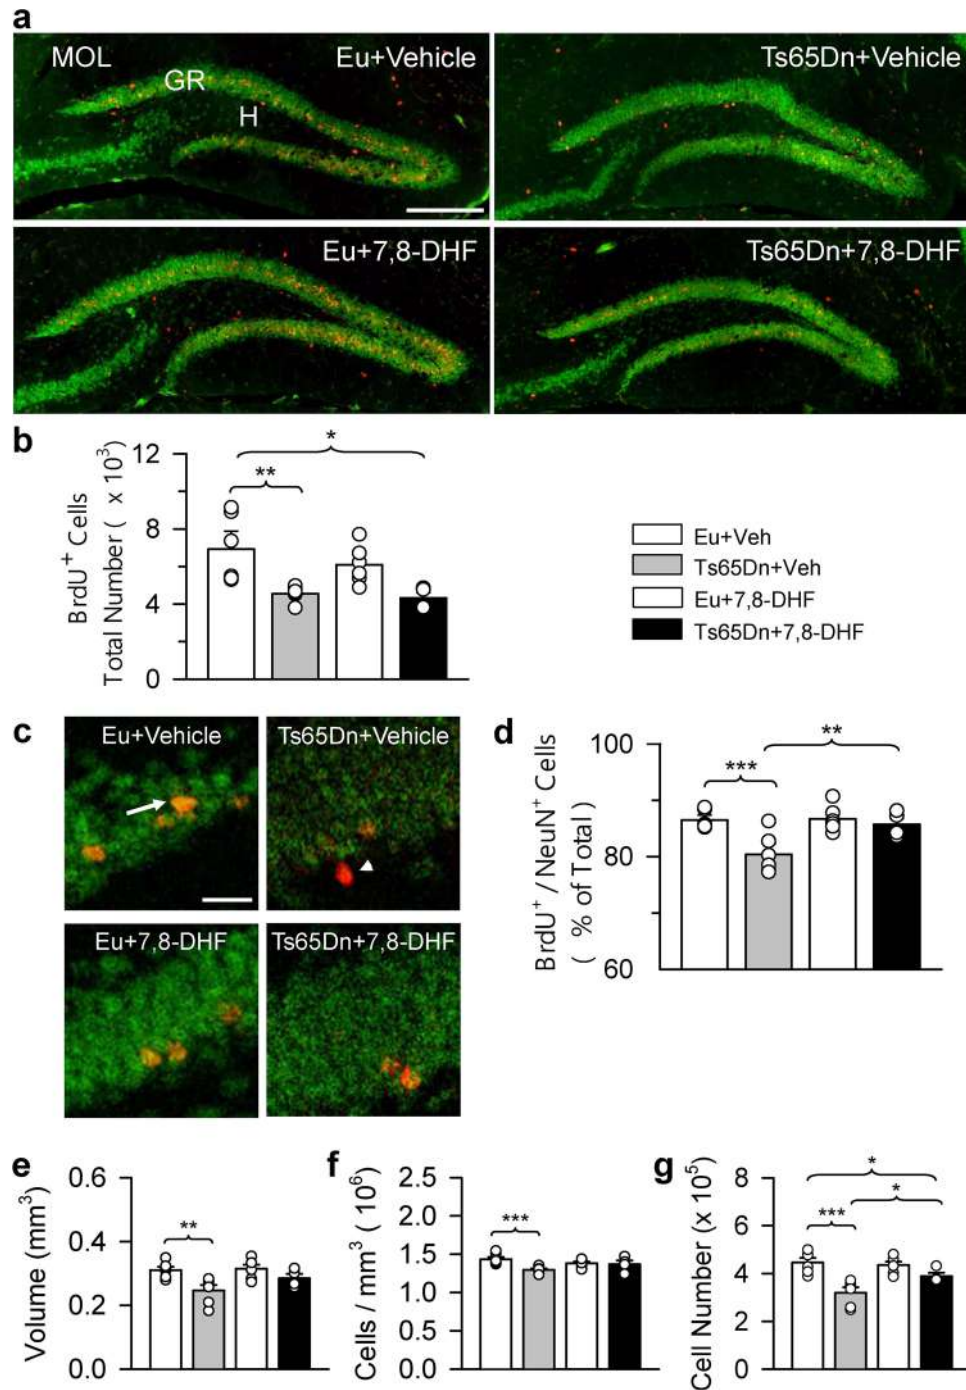 a
MOL
GR
H
Eu+Vehicle
Ts65Dn+Vehicle
Eu+7,8-DHF
Ts65Dn+7,8-DHF
b
BrdU⁺ Cells
Total Number ( x 10³)
12
8
4
0
*
**
Eu+Veh
Ts65Dn+Veh
Eu+7,8-DHF
Ts65Dn+7,8-DHF
c
Eu+Vehicle
Ts65Dn+Vehicle
Eu+7,8-DHF
Ts65Dn+7,8-DHF
d
BrdU⁺ / NeuN⁺ Cells
( % of Total)
100
80
60
**
***
e
Volume (mm³)
0.6
0.4
0.2
0.0
**
f
Cells / mm³ ( 10⁶)
2.5
2.0
1.5
1.0
0.5
0.0
***
g
Cell Number (x 10⁵)
8
6
4
2
0
*
*
***